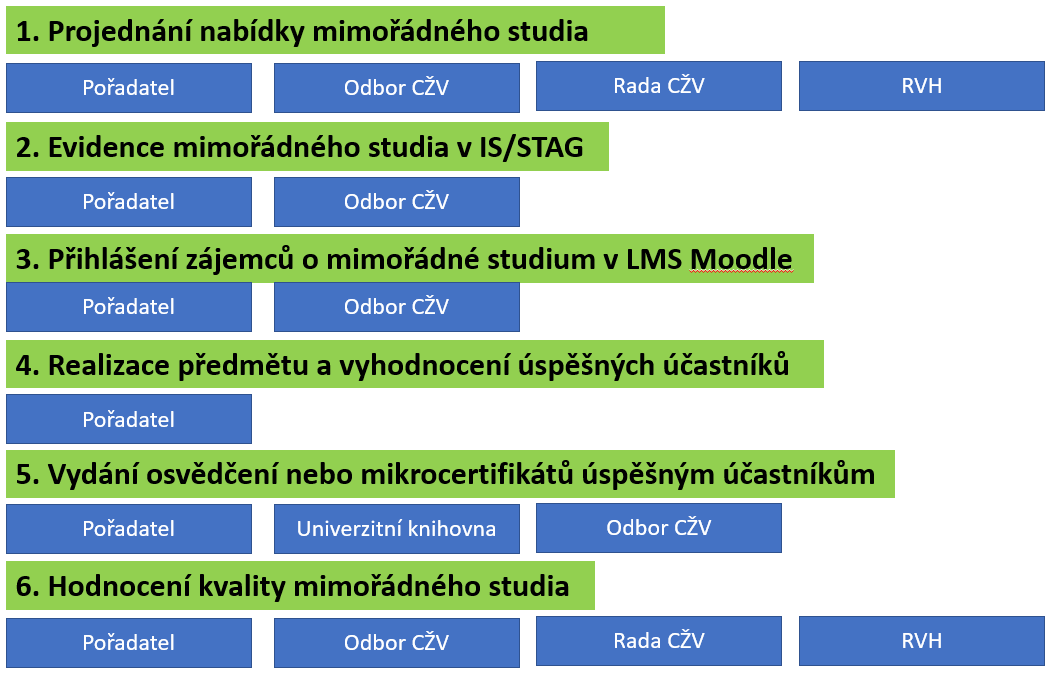 1. Projednání nabídky mimořádného studia
Pořadatel
Odbor CŽV
Rada CŽV
RVH
2. Evidence mimořádného studia v IS/STAG
Pořadatel
Odbor CŽV
3. Přihlášení zájemců o mimořádné studium v LMS Moodle
Pořadatel
Odbor CŽV
4. Realizace předmětu a vyhodnocení úspěšných účastníků
Pořadatel
5. Vydání osvědčení nebo mikrocertifikátů úspěšným účastníkům
Pořadatel
Univerzitní knihovna
Odbor CŽV
6. Hodnocení kvality mimořádného studia
Pořadatel
Odbor CŽV
Rada CŽV
RVH